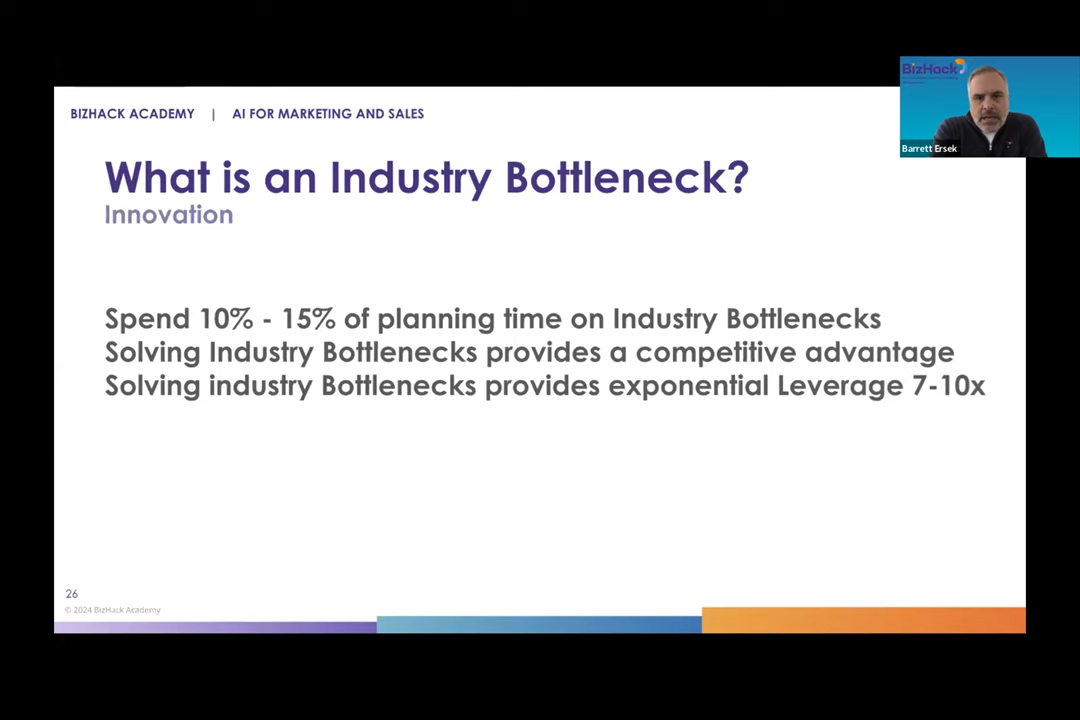 BIZHACK ACADEMY | AI FOR MARKETING AND SALES
BizHack
Barrett Ersek
What is an Industry Bottleneck?
Innovation
Spend 10% - 15% of planning time on Industry Bottlenecks
Solving Industry Bottlenecks provides a competitive advantage
Solving industry Bottlenecks provides exponential Leverage 7-10x
26
© 2024 BizHack Academy